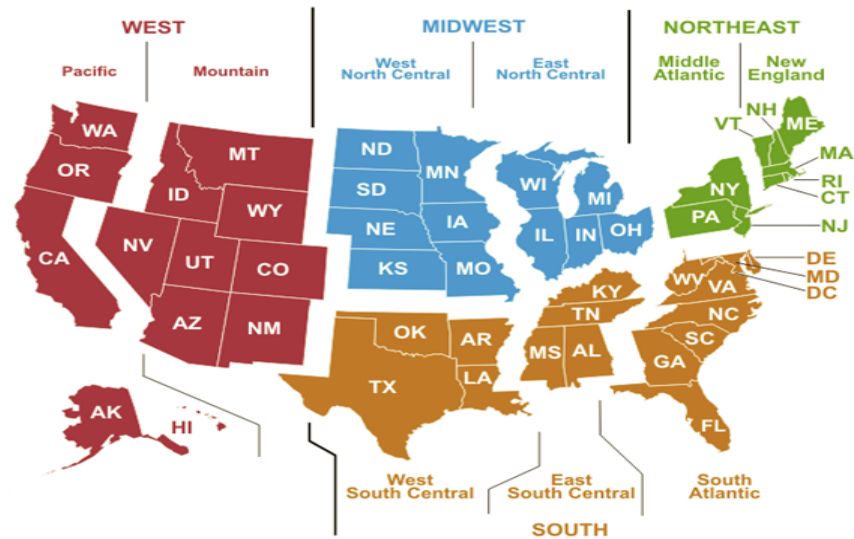 WEST
MIDWEST
NORTHEAST
Pacific
Mountain
West
North Central
East
North Central
Middle
Atlantic
New
England
WA
OR
CA
NV
ID
MT
WY
UT
CO
AZ
NM
AK
HI
ND
SD
NE
KS
MN
IA
MO
WI
MI
IL
IN
OH
NH
VT
ME
MA
RI
CT
NY
PA
NJ
DE
MD
DC
WV
VA
NC
SC
GA
FL
KY
TN
MS
AL
OK
AR
TX
LA
West
South Central
East
South Central
South
Atlantic
SOUTH